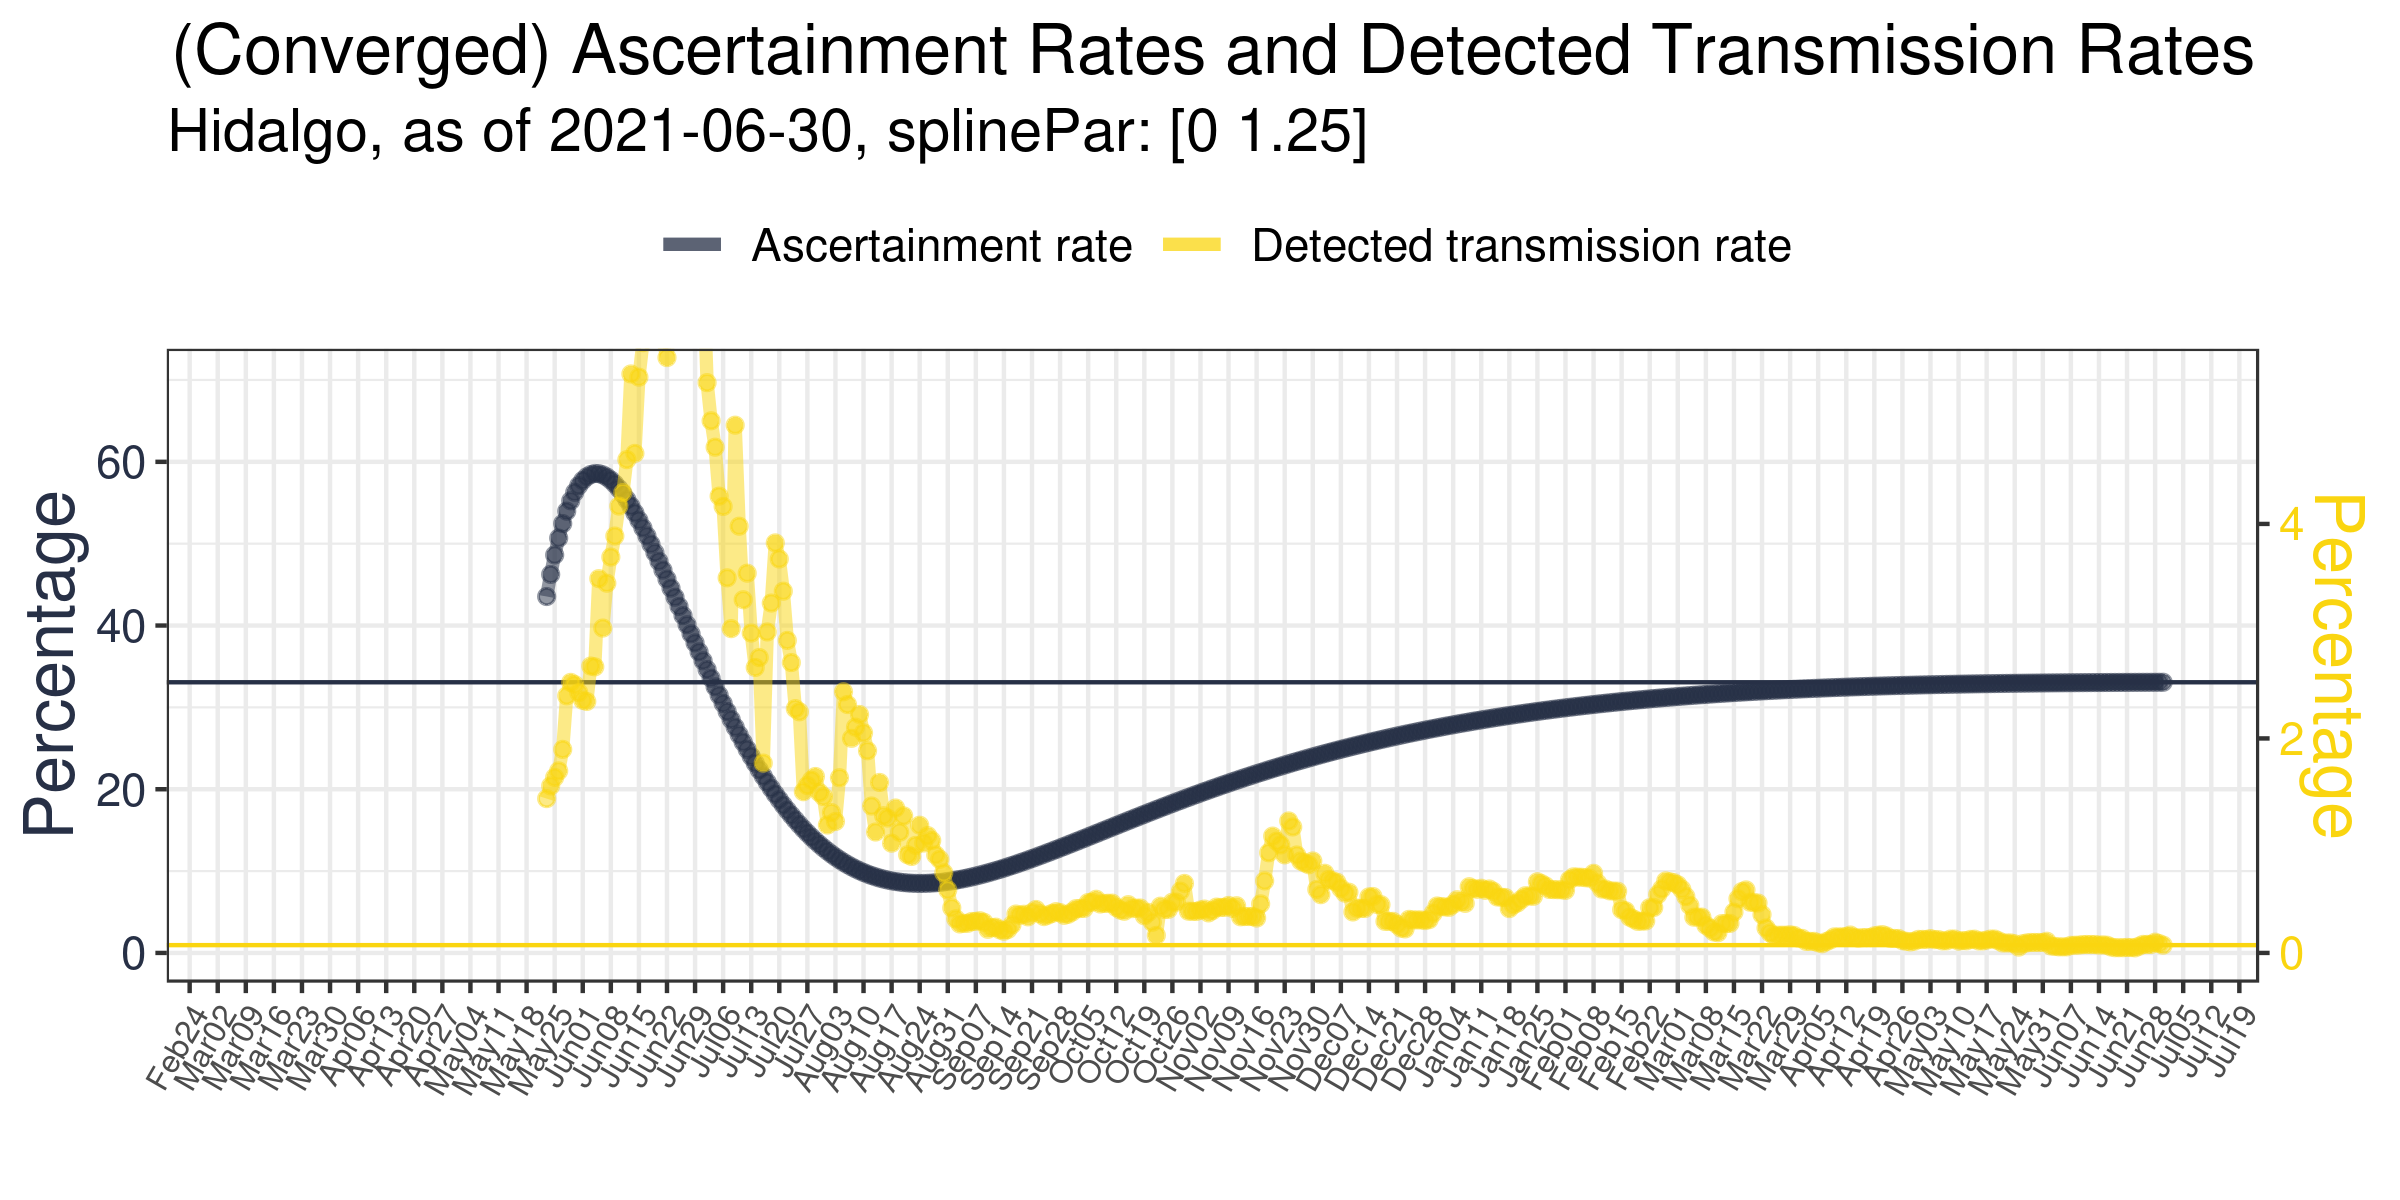 (Converged) Ascertainment Rates and Detected Transmission Rates
Hidalgo, as of 2021-06-30, splinePar: [0 1.25]
Ascertainment rate
Detected transmission rate
Percentage
60
40
20
0
4
2
0
Percentage
Feb24
Mar02
Mar09
Mar16
Mar23
Mar30
Apr06
Apr13
Apr20
Apr27
May04
May11
May18
May25
Jun01
Jun08
Jun15
Jun22
Jun29
Jul06
Jul13
Jul20
Jul27
Aug03
Aug10
Aug17
Aug24
Aug31
Sep07
Sep14
Sep21
Sep28
Oct05
Oct12
Oct19
Oct26
Nov02
Nov09
Nov16
Nov23
Nov30
Dec07
Dec14
Dec21
Dec28
Jan04
Jan11
Jan18
Jan25
Feb01
Feb08
Feb15
Feb22
Mar01
Mar08
Mar15
Mar22
Mar29
Apr05
Apr12
Apr19
Apr26
May03
May10
May17
May24
May31
Jun07
Jun14
Jun21
Jun28
Jul05
Jul12
Jul19